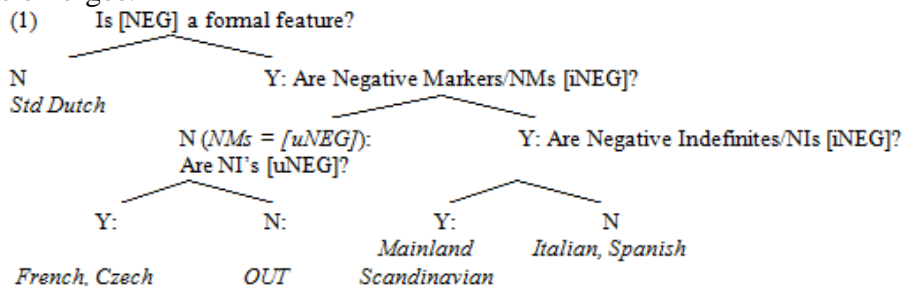 (1) Is [NEG] a formal feature?
N Y: Are Negative Markers/NMs [iNEG]?
Std Dutch
N (NMs = [uNEG]): Y: Are Negative Indefinites/NIs [iNEG]?
Are NI's [uNEG]?
Y: N: Y: N
Mainland Italian, Spanish
French, Czech OUT Scandinavian